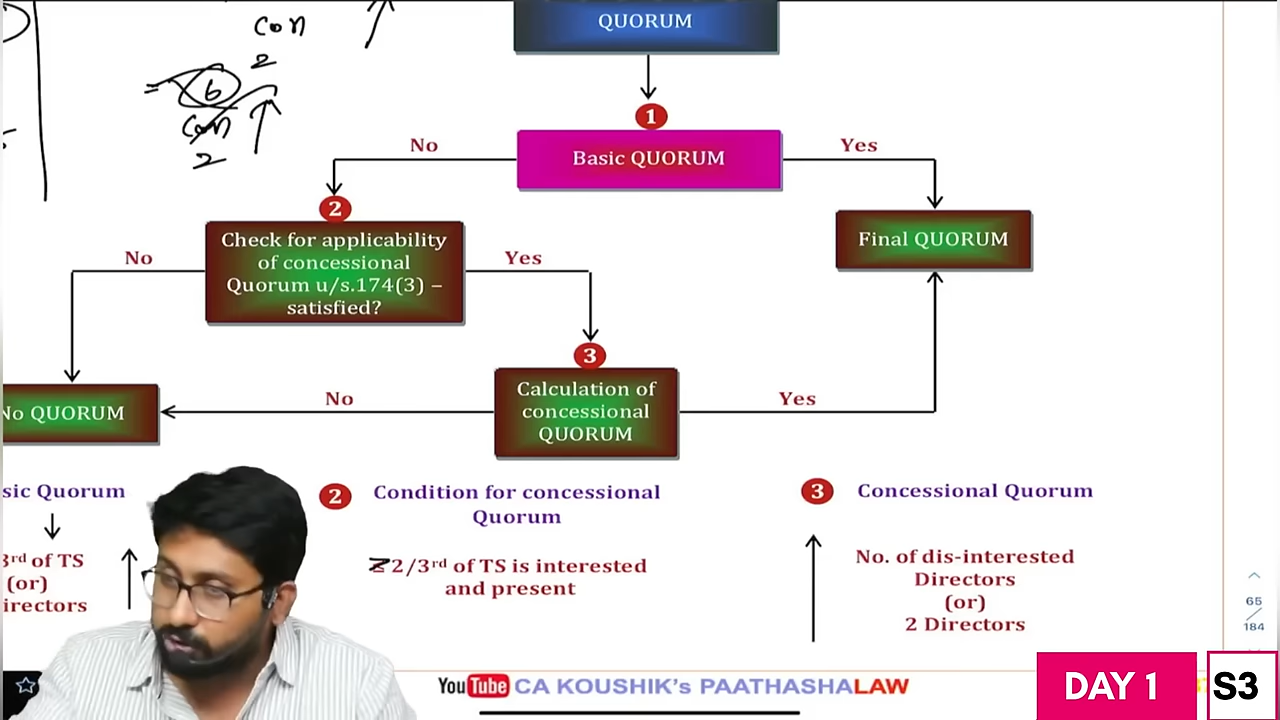 QUORUM
con
2
= 6
con
2
1
Basic QUORUM
No
Yes
2
Check for applicability
of concessional
Quorum u/s.174(3) –
satisfied?
Final QUORUM
No
Yes
3
Calculation of
concessional
QUORUM
No QUORUM
No
Yes
sic Quorum
3rd of TS
(or)
irectors
2
Condition for concessional
Quorum
≥2/3rd of TS is interested
and present
3
Concessional Quorum
No. of dis-interested
Directors
(or)
2 Directors
65
184
YouTube CA KOUSHIK's PAATHASHALAW
DAY 1
S3